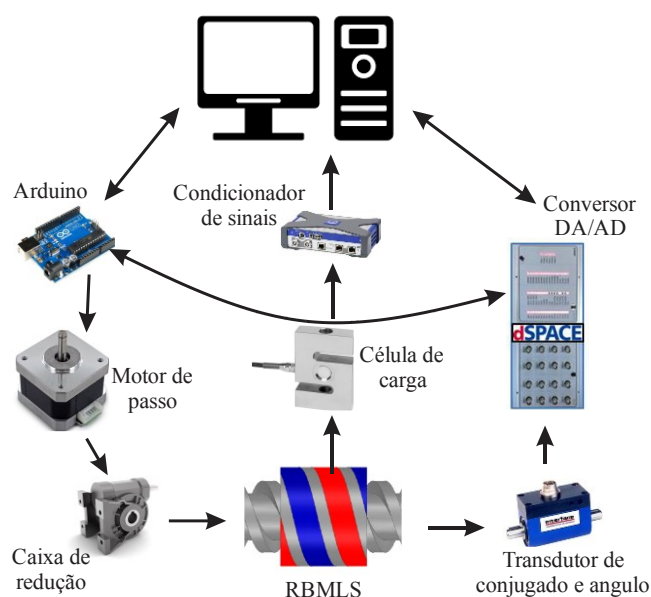 Arduino
Condicionador
de sinais
Conversor
DA/AD
dSPACE
Motor de
passo
Célula de
carga
Caixa de
redução
RBMLS
Transdutor de
conjugado e angulo